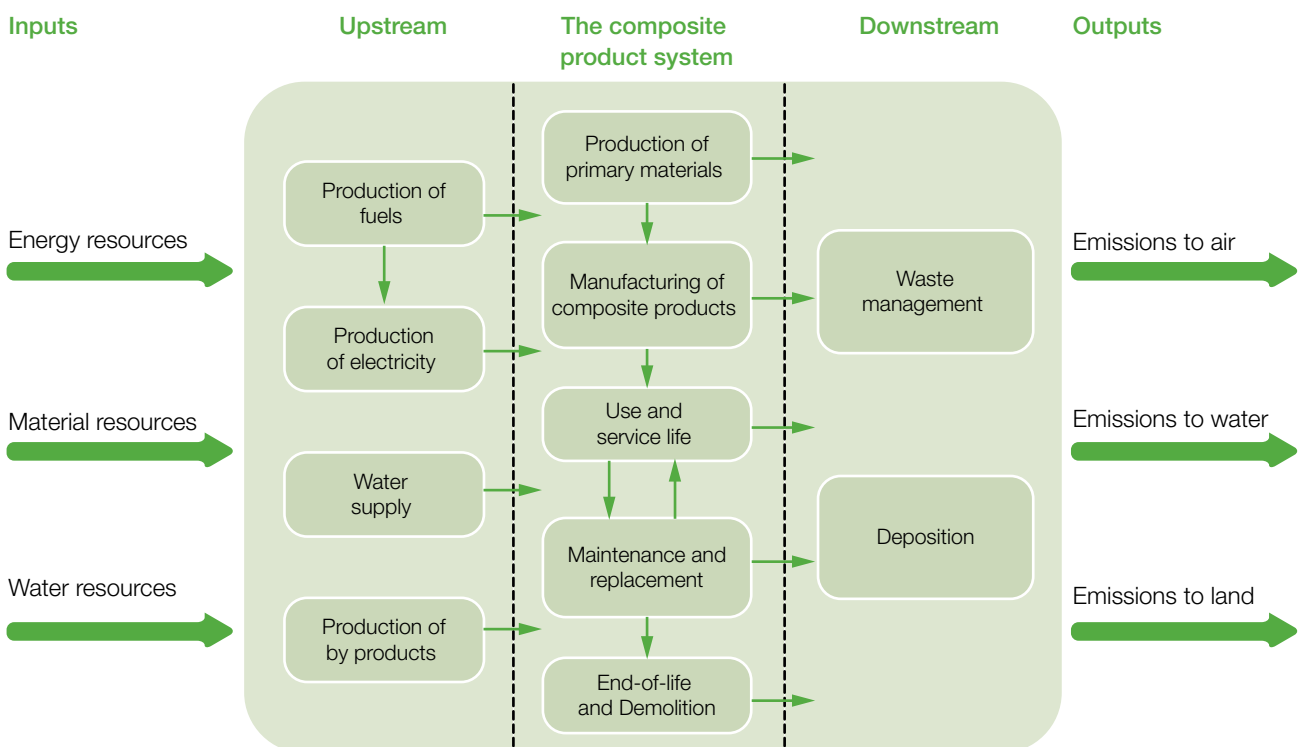 Inputs
Upstream
The composite
product system
Downstream
Outputs
Energy resources
Material resources
Water resources
Production of
fuels
Production
of electricity
Water
supply
Production of
by products
Production of
primary materials
Manufacturing of
composite products
Use and
service life
Maintenance and
replacement
End-of-life
and Demolition
Waste
management
Deposition
Emissions to air
Emissions to water
Emissions to land